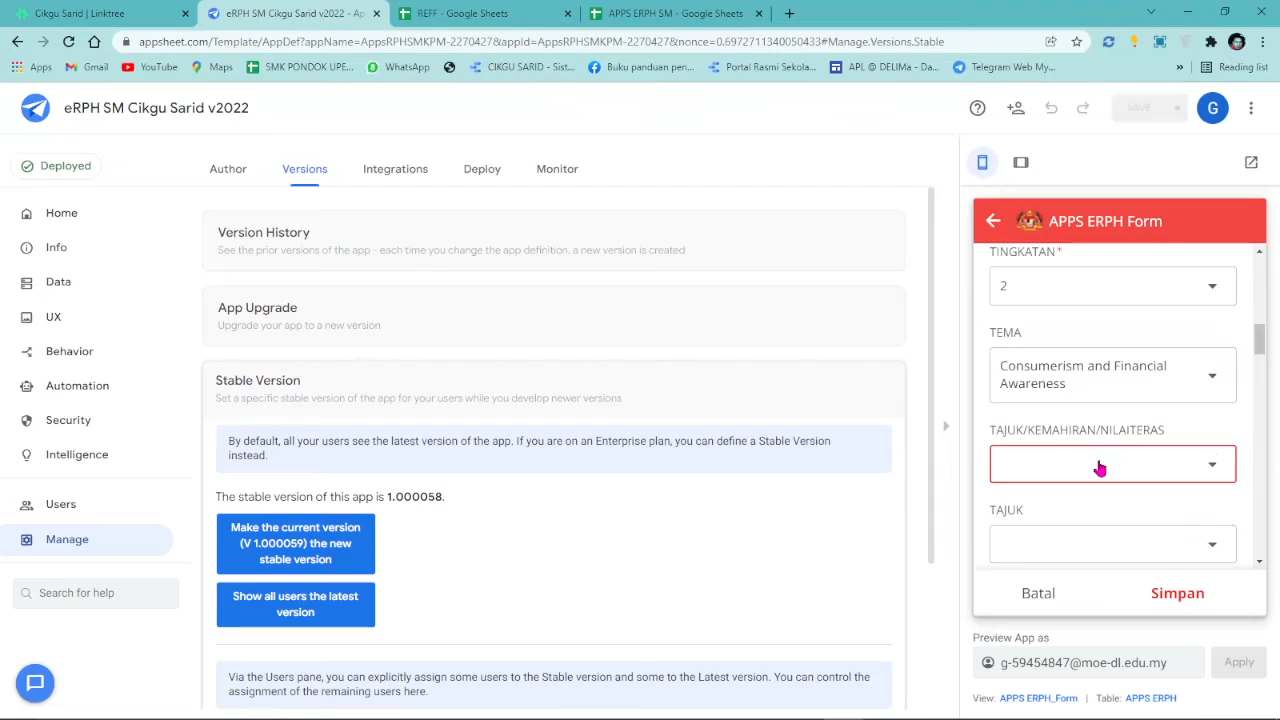 Cikgu Sarid | Linktree
eRPH SM Cikgu Sarid v2022 - Ap
REFF - Google Sheets
APPS ERPH SM - Google Sheets
appsheet.com/Template/AppDef?appName=AppsRPHSMKPM-2270427&appId=AppsRPHSMKPM-2270427&nonce=0.6972711340050433#Manage.Versions.Stable
Apps
Gmail
YouTube
Maps
SMK PONDOK UPE...
WhatsApp
CIKGU SARID - Sist...
Buku panduan pen...
Portal Rasmi Sekola...
APL @ DELIMa - Da...
Telegram Web My...
»
Reading list
eRPH SM Cikgu Sarid v2022
SAVE
G
Deployed
Author
Versions
Integrations
Deploy
Monitor
Home
Info
Data
UX
Behavior
Automation
Security
Intelligence
Users
Manage
Search for help
Version History
See the prior versions of the app - each time you change the app definition, a new version is created
App Upgrade
Upgrade your app to a new version
Stable Version
Set a specific stable version of the app for your users while you develop newer versions
By default, all your users see the latest version of the app. If you are on an Enterprise plan, you can define a Stable Version
instead.
The stable version of this app is 1.000058.
Make the current version
(V 1.000059) the new
stable version
Show all users the latest
version
Via the Users pane, you can explicitly assign some users to the Stable version and some to the Latest version. You can control the
assignment of the remaining users here.
APPS ERPH Form
TINGKATAN*
2
TEMA
Consumerism and Financial
Awareness
TAJUK/KEMAHIRAN/NILAITERAS
TAJUK
Batal
Simpan
Preview App as
g-59454847@moe-dl.edu.my
Apply
View: APPS ERPH_Form | Table: APPS ERPH